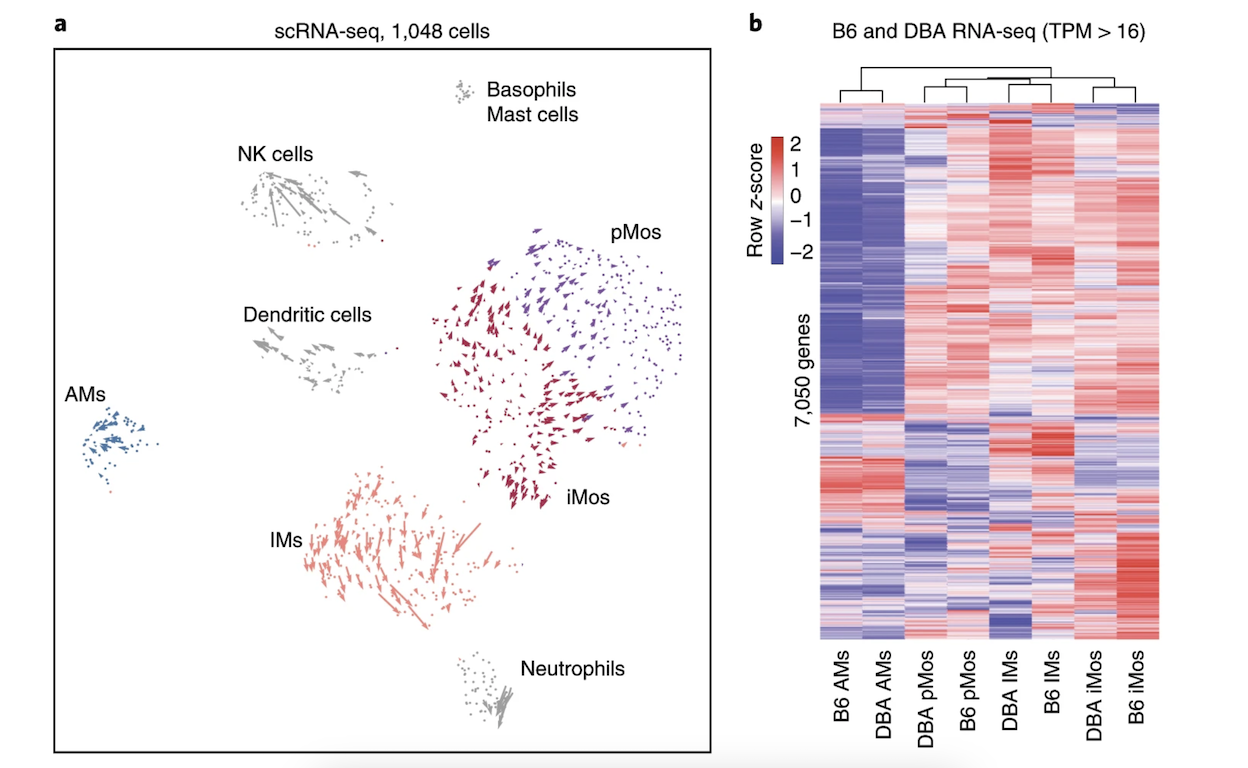 a
scRNA-seq, 1,048 cells
Basophils
Mast cells
NK cells
pMos
Dendritic cells
AMs
iMos
IMs
Neutrophils
b
B6 and DBA RNA-seq (TPM > 16)
Row z-score
2
1
0
−1
−2
7,050 genes
B6 AMs
DBA AMs
DBA pMos
B6 pMos
DBA IMs
B6 IMs
DBA iMos
B6 iMos